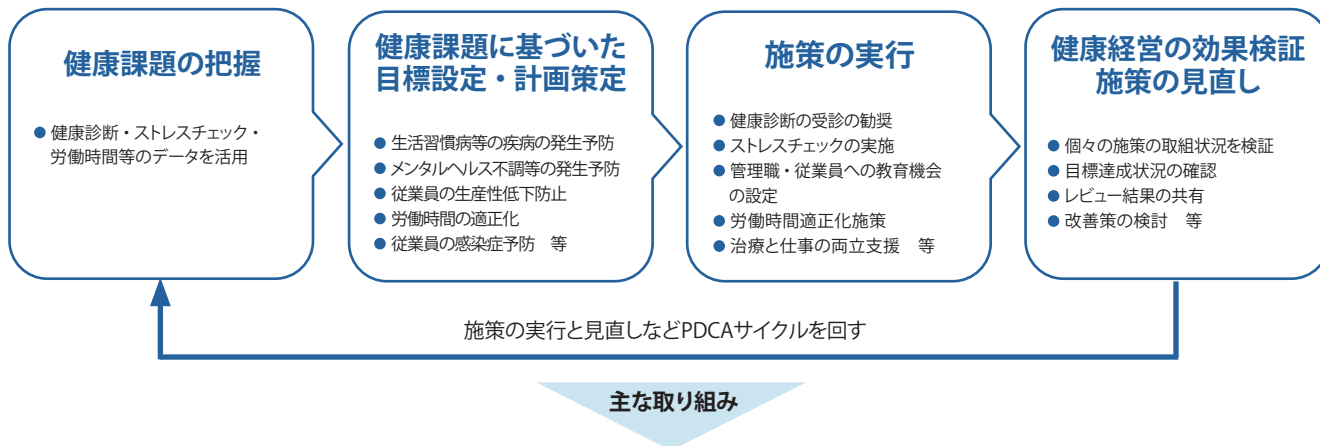 健康課題の把握
● 健康診断・ストレスチェック・
労働時間等のデータを活用
健康課題に基づいた
目標設定・計画策定
● 生活習慣病等の疾病の発生予防
● メンタルヘルス不調等の発生予防
● 従業員の生産性低下防止
● 労働時間の適正化
● 従業員の感染症予防　等
施策の実行
● 健康診断の受診の勧奨
● ストレスチェックの実施
● 管理職・従業員への教育機会
の設定
● 労働時間適正化施策
● 治療と仕事の両立支援　等
健康経営の効果検証
施策の見直し
● 個々の施策の取組状況を検証
● 目標達成状況の確認
● レビュー結果の共有
● 改善策の検討　等
施策の実行と見直しなどPDCAサイクルを回す
主な取り組み